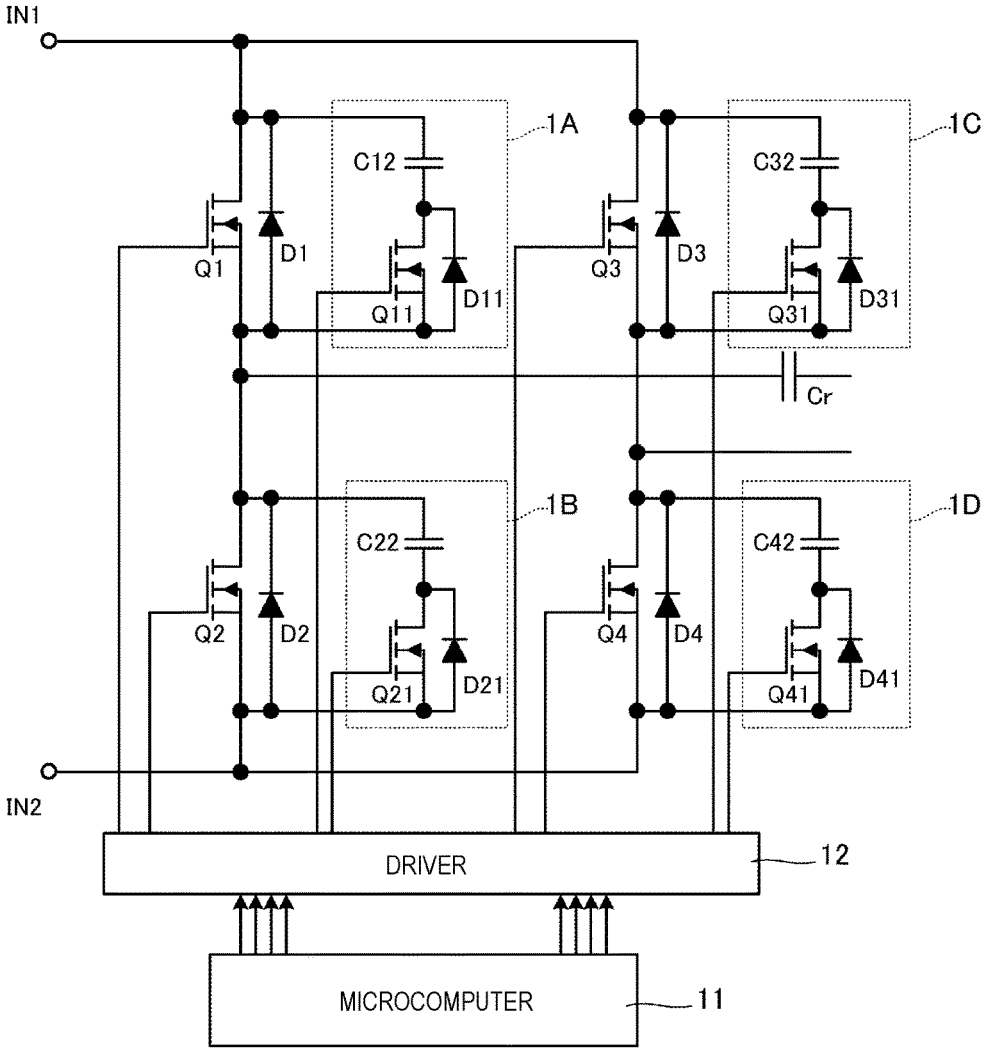 IN1
1A
1C
C12
C32
Q1
D1
Q11
D11
Q3
D3
Q31
D31
Cr
1B
1D
C22
C42
Q2
D2
Q21
D21
Q4
D4
Q41
D41
IN2
DRIVER
12
MICROCOMPUTER
11